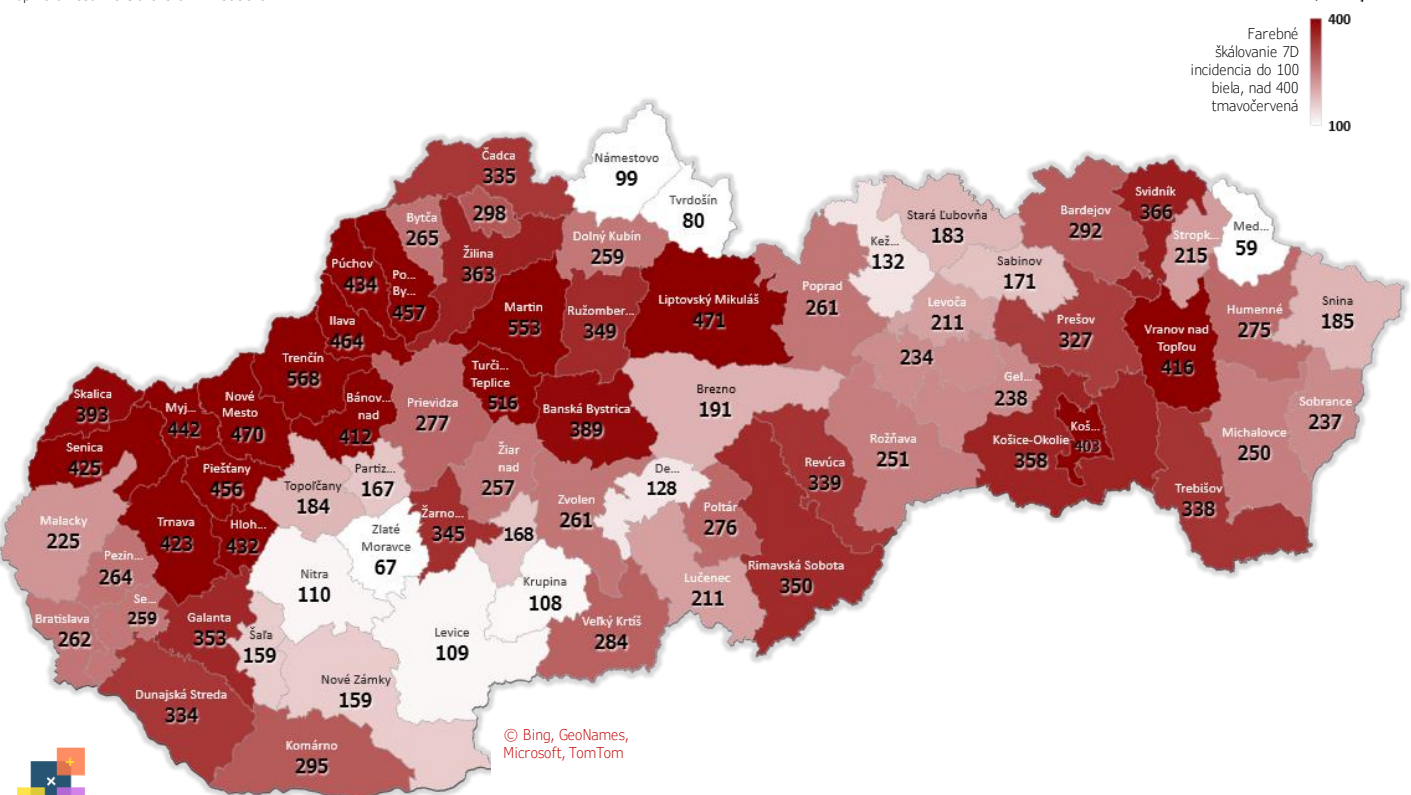 400
Farebné
škálovanie 7D
incidencia do 100
biela, nad 400
tmavočervená
100
Čadca
335
Námestovo
99
Tvrdošín
80
Bytča
265
298
Dolný Kubín
259
Žilina
363
Púchov
434
Po...
By...
457
Ilava
464
Martin
553
Ružomber...
349
Liptovský Mikuláš
471
Poprad
261
Kež...
132
Stará Ľubovňa
183
Sabinov
171
Levoča
211
234
Gel...
238
Bardejov
292
Svidník
366
Stropk...
215
Med...
59
Prešov
327
Vranov nad
Topľou
416
Humenné
275
Snina
185
Sobrance
237
Michalovce
250
Trebišov
338
Koš...
403
Košice-Okolie
358
Rožňava
251
Revúca
339
Rimavská Sobota
350
Trenčín
568
Bánov...
nad
412
Prievidza
277
Turči...
Teplice
516
Banská Bystrica
389
Brezno
191
Skalica
393
Senica
425
Myj...
442
Nové
Mesto
470
Piešťany
456
Topoľčany
184
Partiz...
167
Žiar
nad
257
Zvolen
261
De...
128
Poltár
276
Lučenec
211
Malacky
225
Trnava
423
Hloh...
432
Zlaté
Moravce
67
Žarno...
345
168
Krupina
108
Veľký Krtíš
284
Pezin...
264
Se...
259
Bratislava
262
Galanta
353
Šaľa
159
Nitra
110
Levice
109
Nové Zámky
159
Dunajská Streda
334
Komárno
295
© Bing, GeoNames,
Microsoft, TomTom